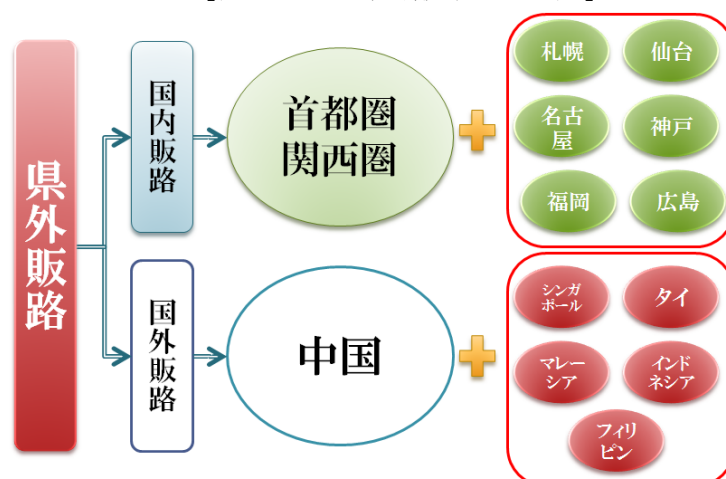 県外販路
国内販路
首都圏
関西圏
札幌
仙台
名古
屋
神戸
福岡
広島
国外販路
中国
シンガ
ポール
タイ
マレー
シア
インド
ネシア
フィリ
ピン